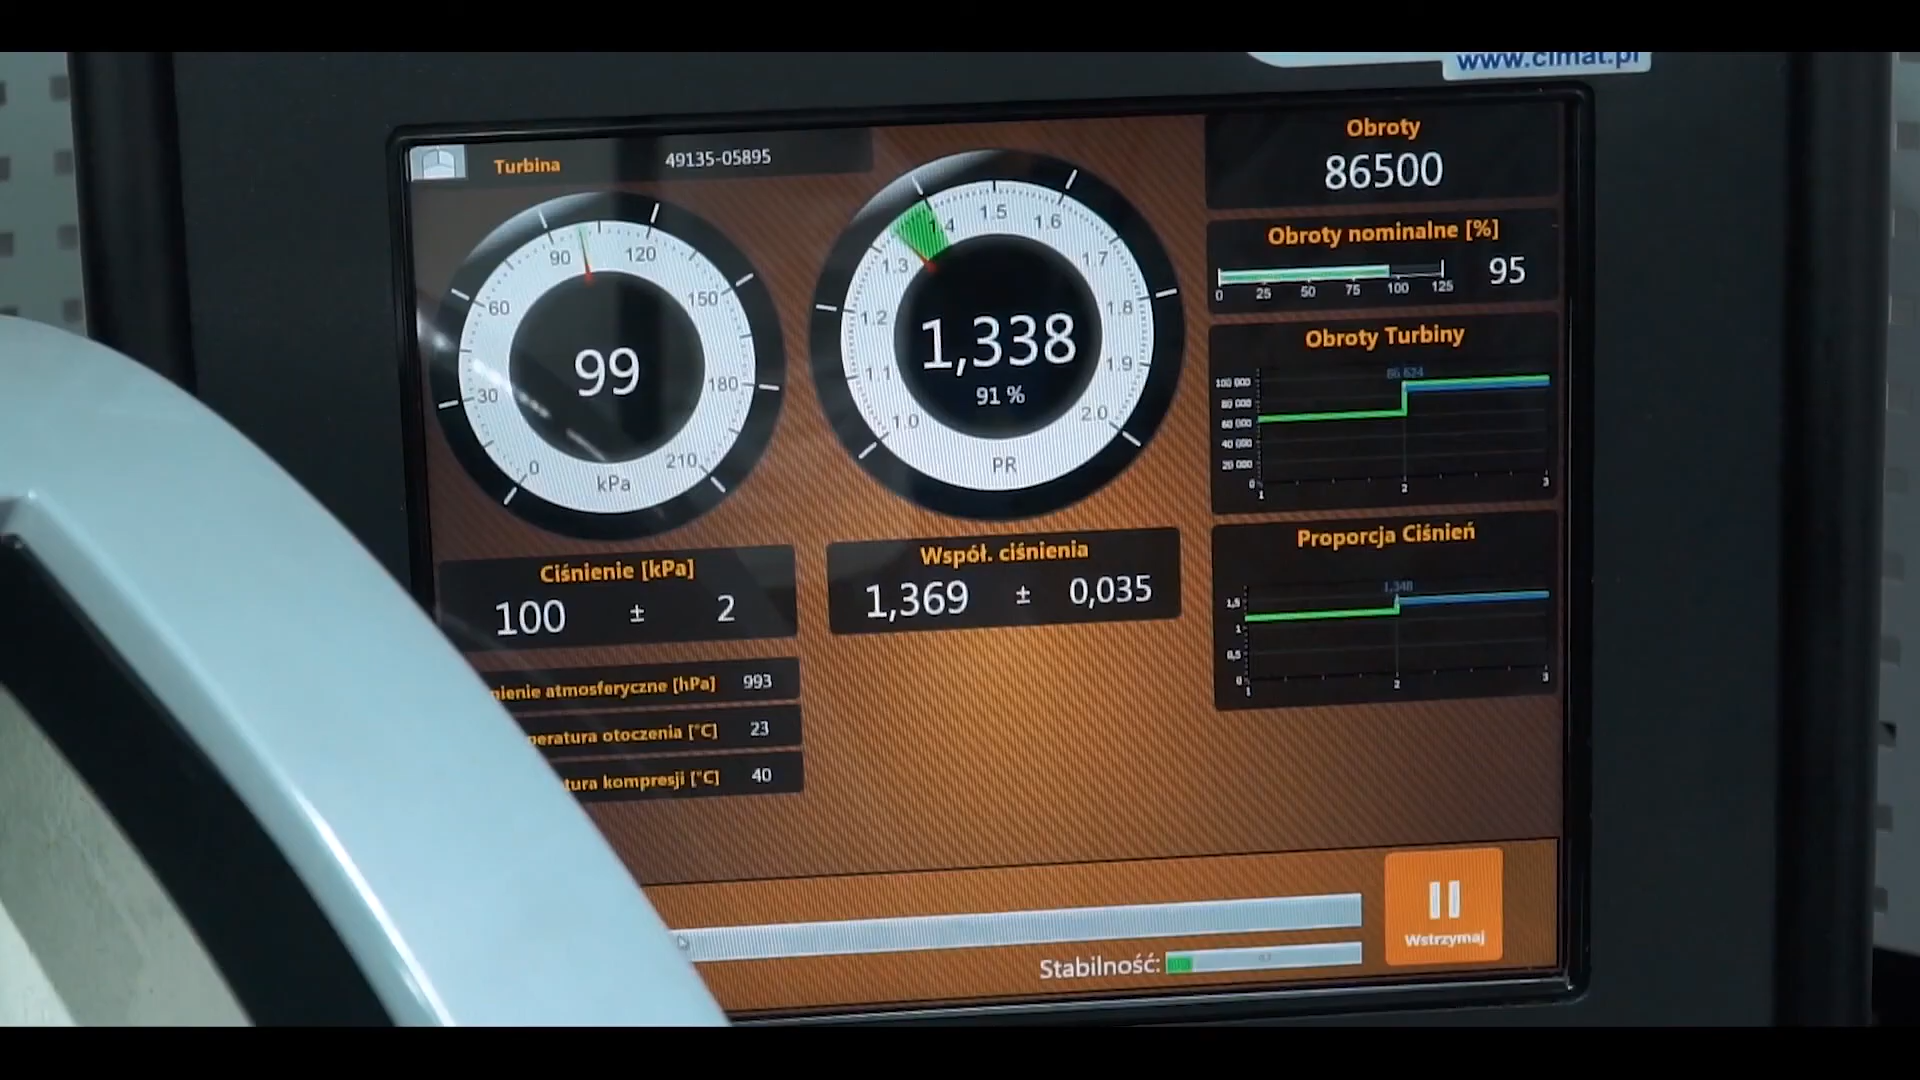 www.cimat.pl
Turbina 49135-05895
0 30 60 90 120 150 180 210
kPa
99
1.0 1.1 1.2 1.3 1.4 1.5 1.6 1.7 1.8 1.9 2.0
PR
1,338
91 %
Obroty
86500
Obroty nominalne [%]
95
0 25 50 75 100 125
Obroty Turbiny
86 624
100 000
80 000
60 000
40 000
20 000
0
1 2 3
Ciśnienie [kPa]
100 ± 2
Współ. ciśnienia
1,369 ± 0,035
Proporcja Ciśnień
1,348
1,5
1
0,5
0
1 2 3
atmosferyczne [hPa] 993
otoczenia [°C] 23
kompresji [°C] 40
Wstrzymaj
Stabilność: